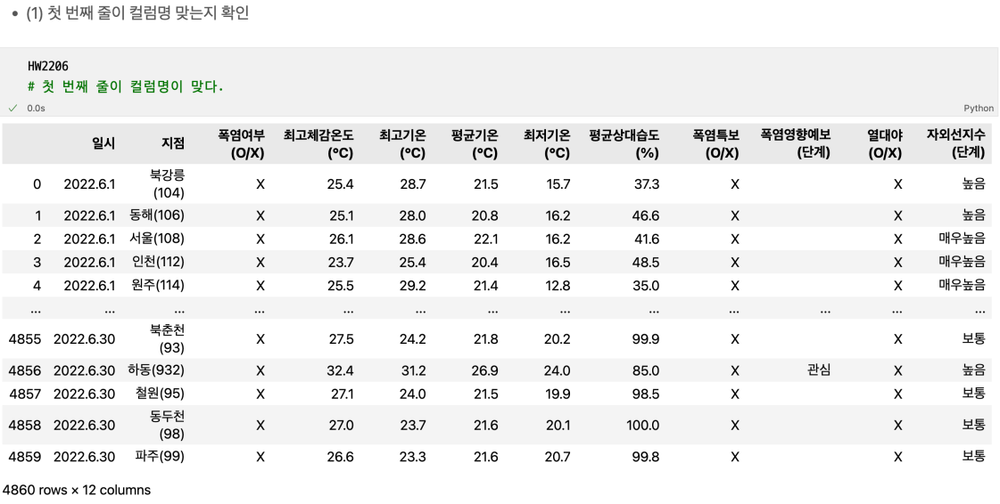 • (1) 첫 번째 줄이 컬럼명 맞는지 확인
HW2206
# 첫 번째 줄이 컬럼명이 맞다.
✓ 0.0s Python
일시 지점 폭염여부 (O/X) 최고체감온도 (°C) 최고기온 (°C) 평균기온 (°C) 최저기온 (°C) 평균상대습도 (%) 폭염특보 (O/X) 폭염영향예보 (단계) 열대야 (O/X) 자외선지수 (단계)
0 2022.6.1 북강릉 (104) X 25.4 28.7 21.5 15.7 37.3 X X 높음
1 2022.6.1 동해(106) X 25.1 28.0 20.8 16.2 46.6 X X 높음
2 2022.6.1 서울(108) X 26.1 28.6 22.1 16.2 41.6 X X 매우높음
3 2022.6.1 인천(112) X 23.7 25.4 20.4 16.5 48.5 X X 매우높음
4 2022.6.1 원주(114) X 25.5 29.2 21.4 12.8 35.0 X X 매우높음
... ... ... ... ... ... ... ... ... ... ... ... ...
4855 2022.6.30 북춘천 (93) X 27.5 24.2 21.8 20.2 99.9 X X 보통
4856 2022.6.30 하동(932) X 32.4 31.2 26.9 24.0 85.0 X 관심 X 높음
4857 2022.6.30 철원(95) X 27.1 24.0 21.5 19.9 98.5 X X 보통
4858 2022.6.30 동두천 (98) X 27.0 23.7 21.6 20.1 100.0 X X 보통
4859 2022.6.30 파주(99) X 26.6 23.3 21.6 20.7 99.8 X X 보통
4860 rows × 12 columns